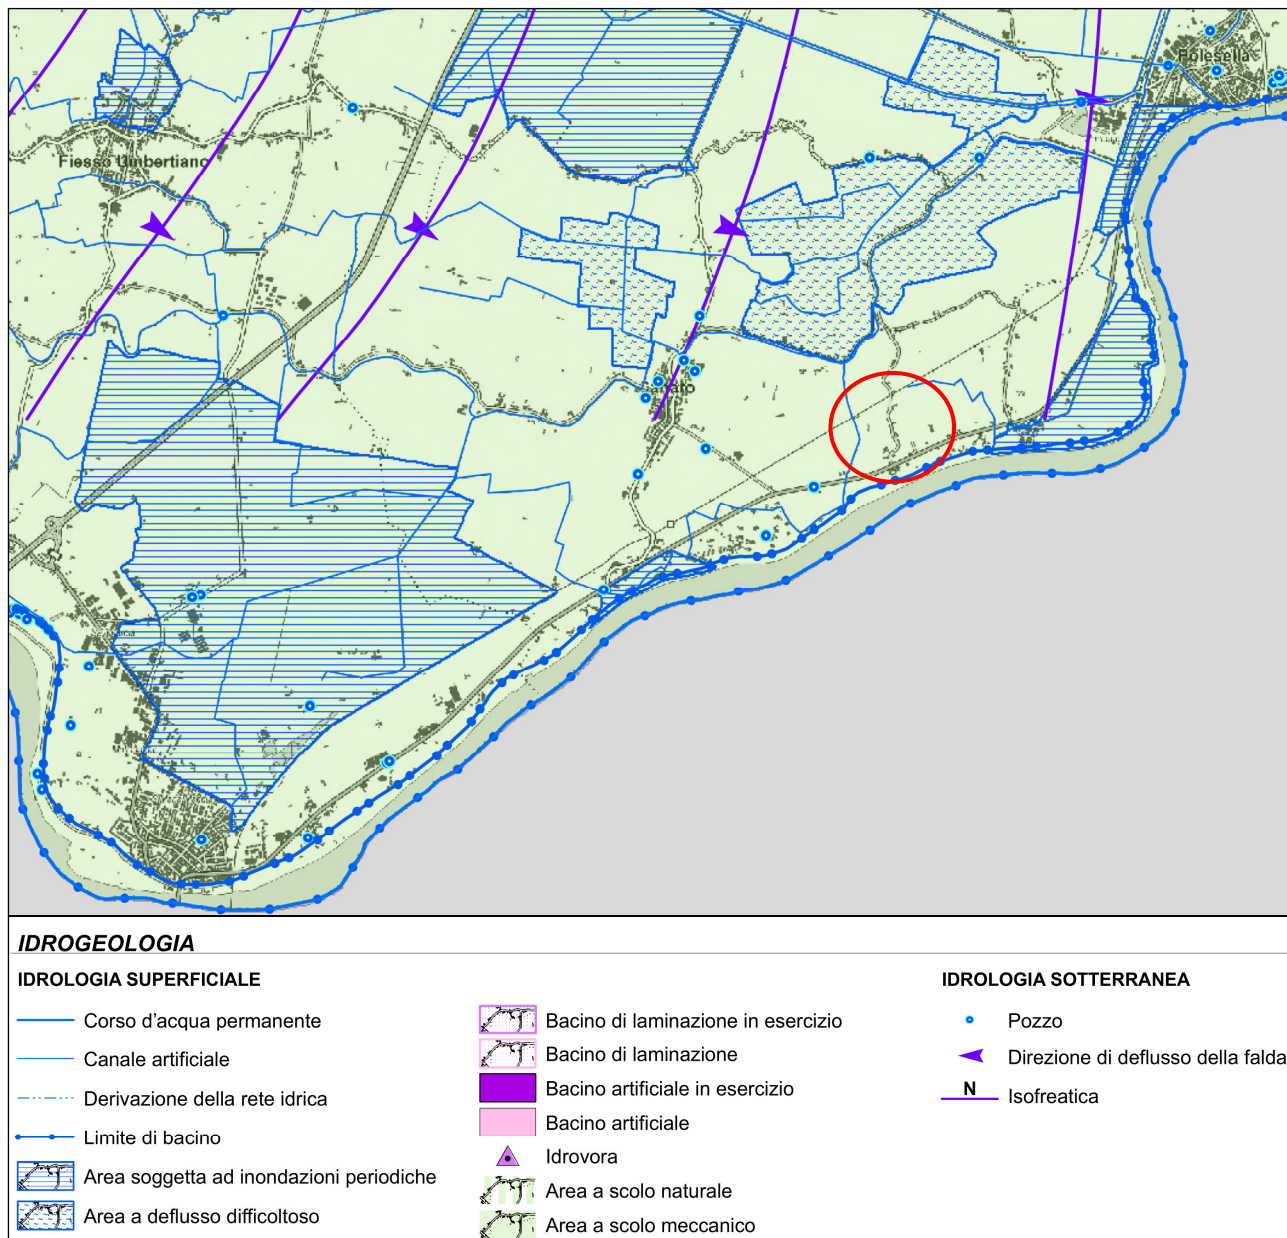 Polesella
Fiesso Umbertiano
IDROGEOLOGIA
IDROLOGIA SUPERFICIALE
Corso d'acqua permanente
Canale artificiale
Derivazione della rete idrica
Limite di bacino
Area soggetta ad inondazioni periodiche
Area a deflusso difficoltoso
Bacino di laminazione in esercizio
Bacino di laminazione
Bacino artificiale in esercizio
Bacino artificiale
Idrovora
Area a scolo naturale
Area a scolo meccanico
IDROLOGIA SOTTERRANEA
Pozzo
Direzione di deflusso della falda
N
Isofreatica